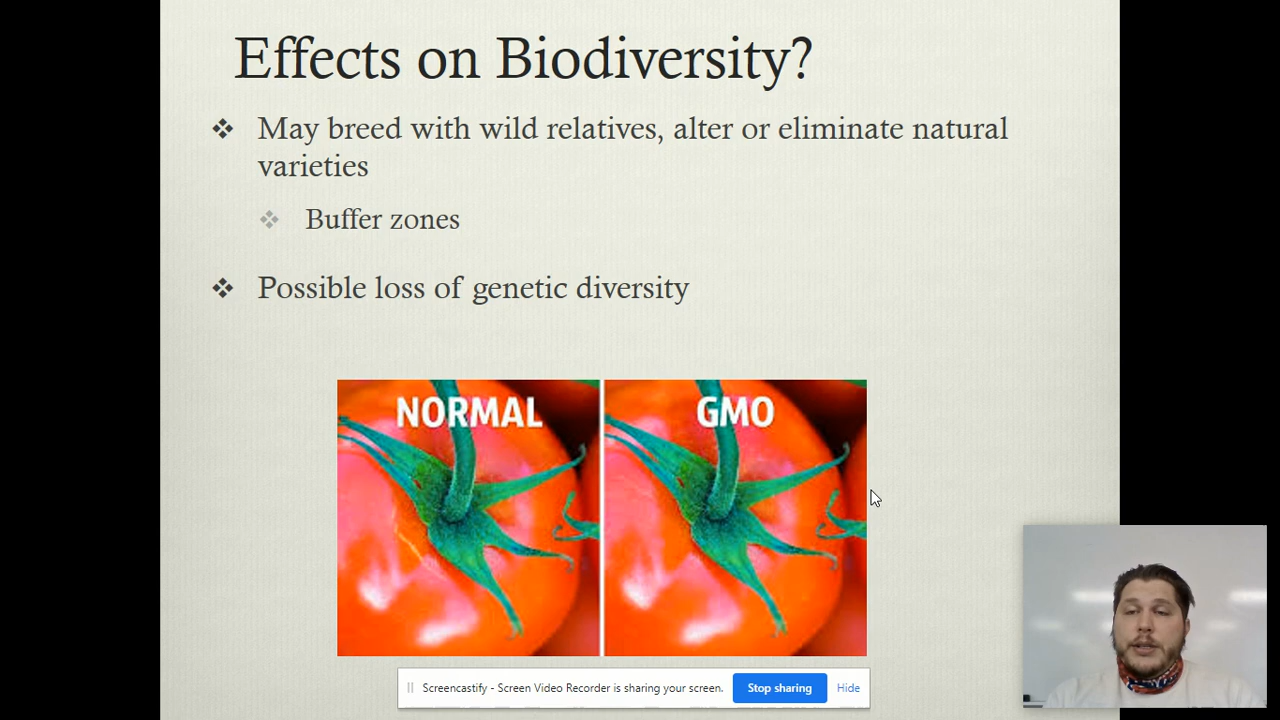 Effects on Biodiversity?
❖ May breed with wild relatives, alter or eliminate natural
varieties
❖ Buffer zones
❖ Possible loss of genetic diversity
NORMAL
GMO
Screencastify - Screen Video Recorder is sharing your screen.
Stop sharing
Hide